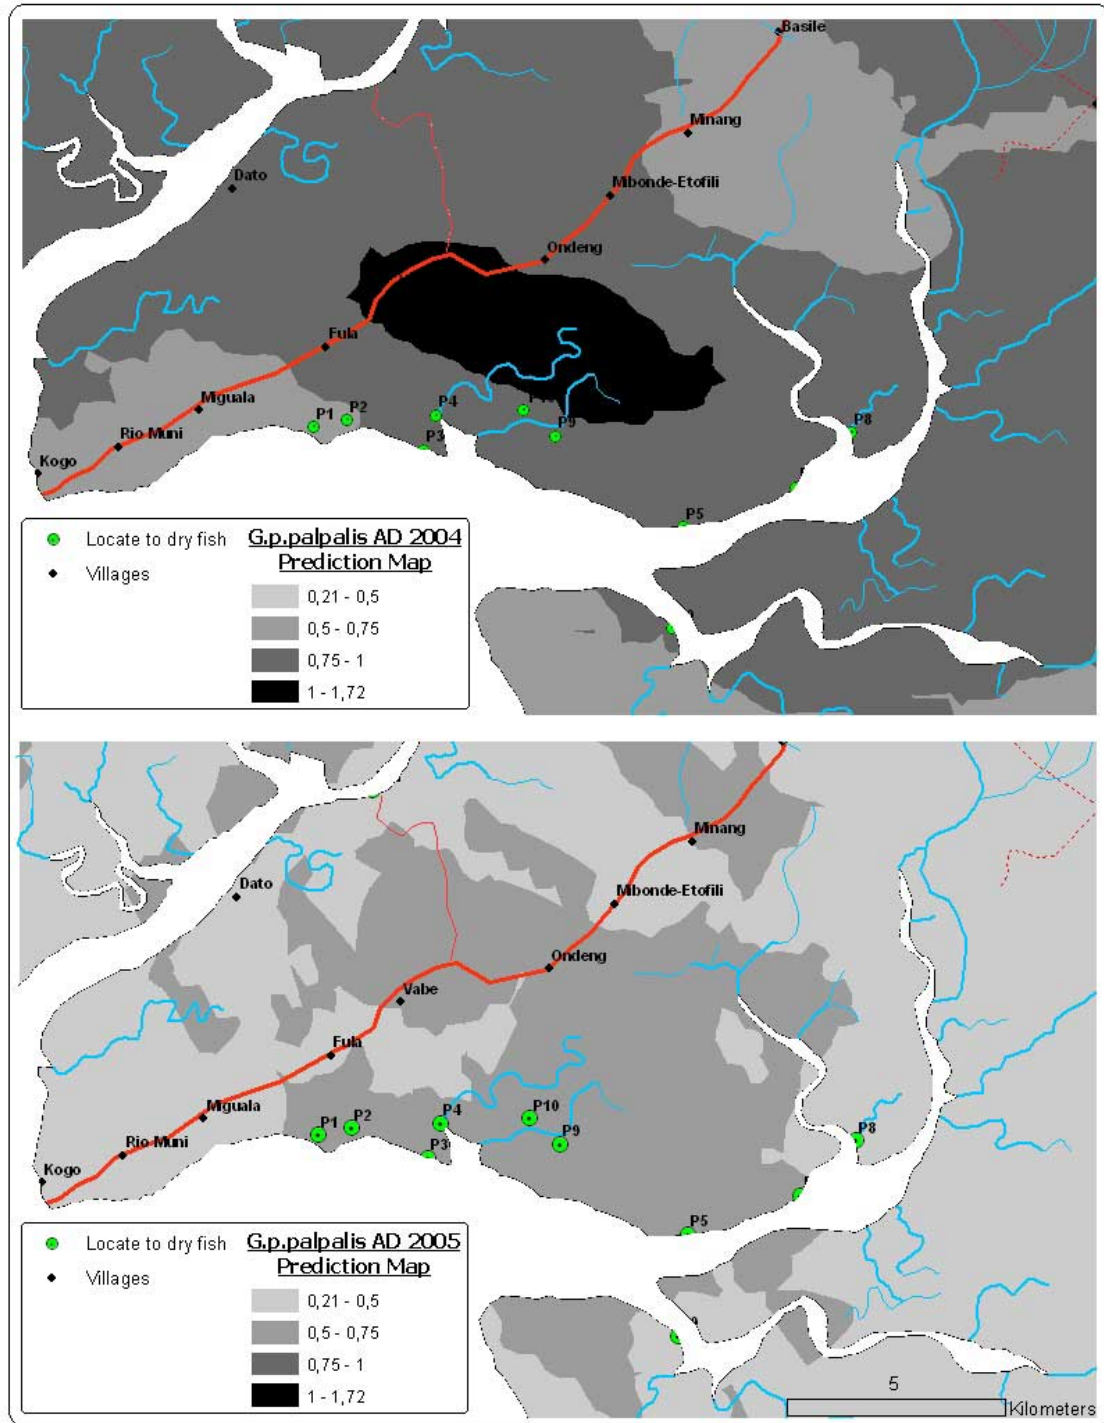 Basile
Minang
Mibonde-Etofili
Dato
Ondeng
Fula
Miguala
P1
P2
P4
P9
P8
Rio Muni
P3
Kogo
P5
Locate to dry fish
Villages
G.p.palpalis AD 2004
Prediction Map
0,21 - 0,5
0,5 - 0,75
0,75 - 1
1 - 1,72
Minang
Dato
Mibonde-Etofili
Ondeng
Vabe
Fula
Miguala
P1
P2
P4
P10
P9
P8
Rio Muni
P3
Kogo
P5
Locate to dry fish
Villages
G.p.palpalis AD 2005
Prediction Map
0,21 - 0,5
0,5 - 0,75
0,75 - 1
1 - 1,72
5
Kilometers